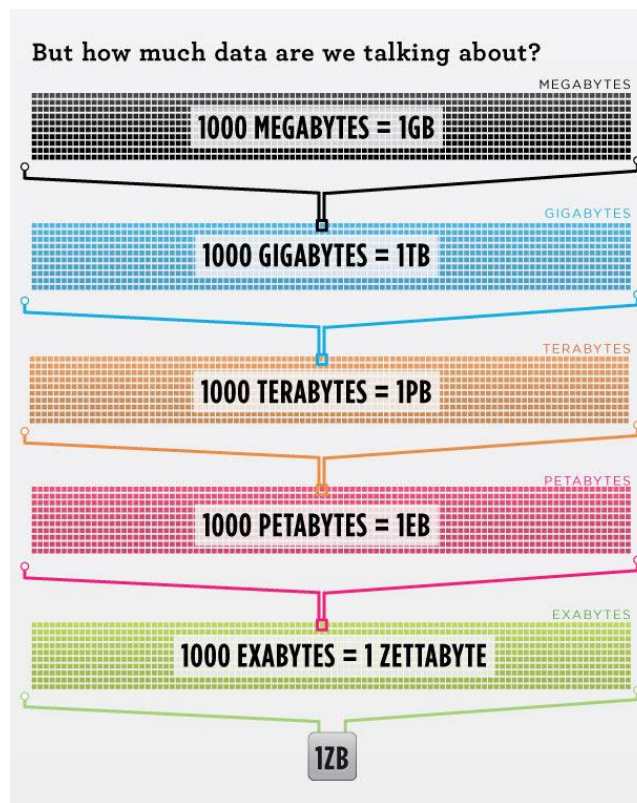 But how much data are we talking about?
MEGABYTES
1000 MEGABYTES = 1GB
GIGABYTES
1000 GIGABYTES = 1TB
TERABYTES
1000 TERABYTES = 1PB
PETABYTES
1000 PETABYTES = 1EB
EXABYTES
1000 EXABYTES = 1 ZETTABYTE
1ZB